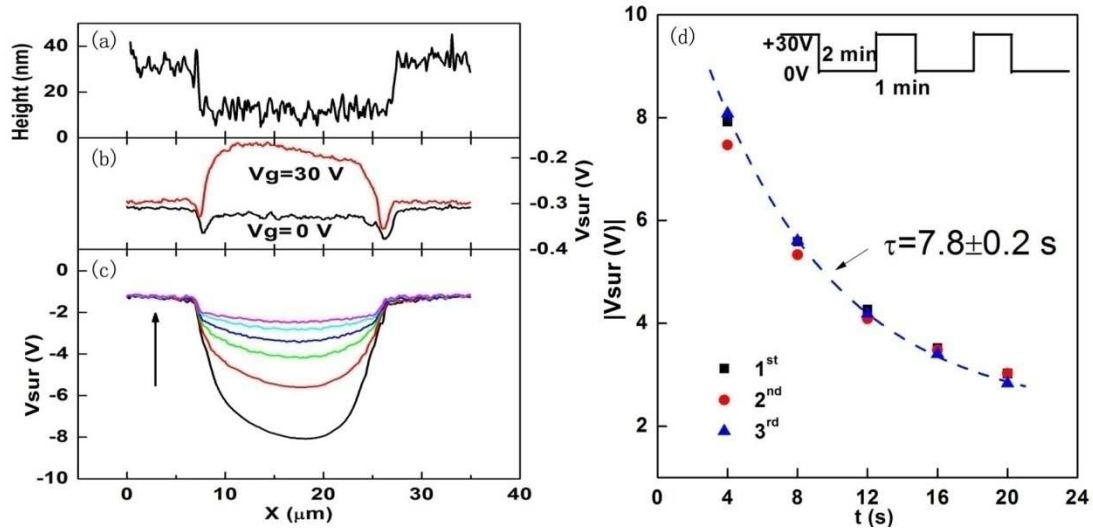 (a)
Height (nm)
40
20
0
(b)
Vg=30 V
Vg=0 V
-0.2
-0.3
-0.4
Vsur (V)
(c)
Vsur (V)
0
-2
-4
-6
-8
-10
0 10 20 30 40
X (μm)
(d)
+30V
2 min
0V
1 min
|Vsur (V)|
10
8
6
4
2
τ=7.8±0.2 s
1st
2nd
3rd
0 4 8 12 16 20 24
t (s)